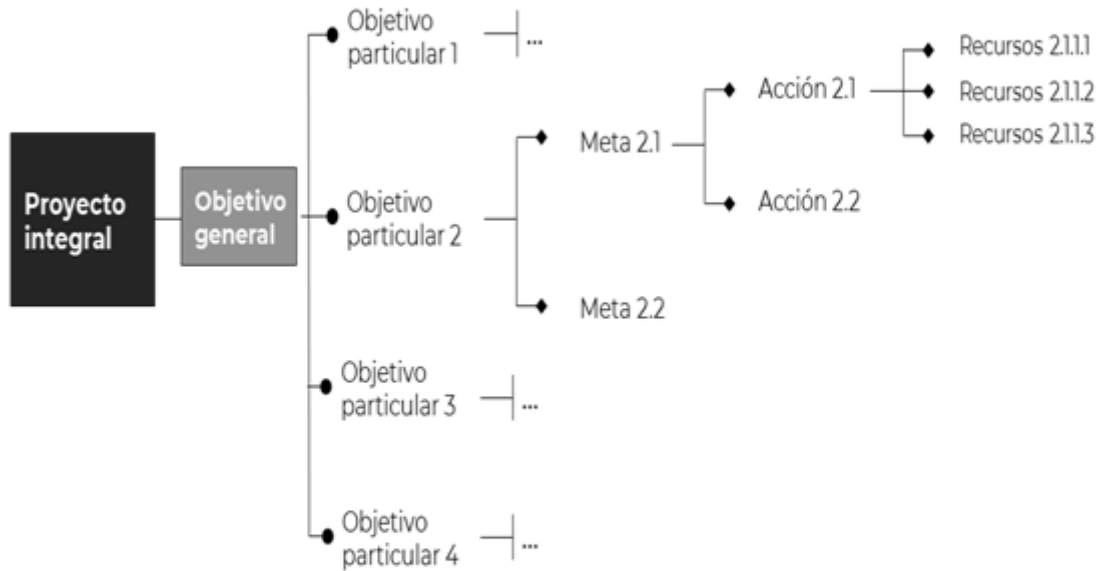 Proyecto
integral
Objetivo
general
Objetivo
particular 1
...
Objetivo
particular 2
Meta 2.1
Acción 2.1
Recursos 2.1.1.1
Recursos 2.1.1.2
Recursos 2.1.1.3
Acción 2.2
Meta 2.2
Objetivo
particular 3
...
Objetivo
particular 4
...